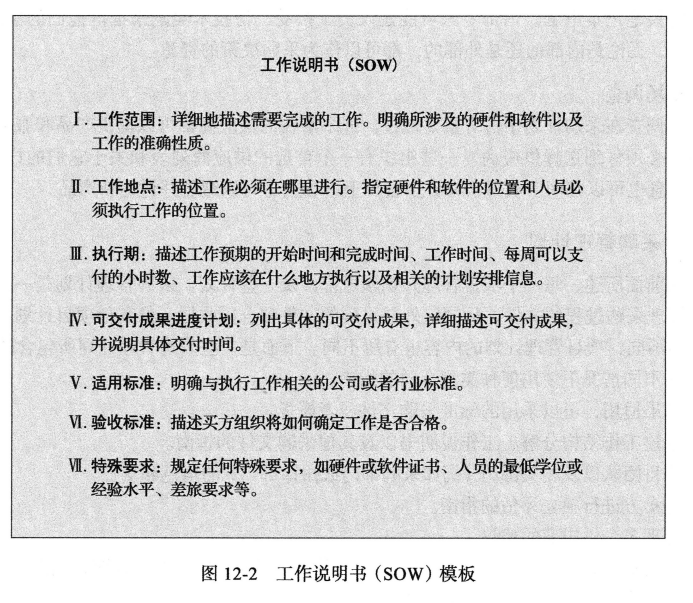 工作说明书（SOW）
Ⅰ. 工作范围：详细地描述需要完成的工作。明确所涉及的硬件和软件以及
工作的准确性质。
Ⅱ. 工作地点：描述工作必须在哪里进行。指定硬件和软件的位置和人员必
须执行工作的位置。
Ⅲ. 执行期：描述工作预期的开始时间和完成时间、工作时间、每周可以支
付的小时数、工作应该在什么地方执行以及相关的计划安排信息。
Ⅳ. 可交付成果进度计划：列出具体的可交付成果，详细描述可交付成果，
并说明具体交付时间。
Ⅴ. 适用标准：明确与执行工作相关的公司或者行业标准。
Ⅵ. 验收标准：描述买方组织将如何确定工作是否合格。
Ⅶ. 特殊要求：规定任何特殊要求，如硬件或软件证书、人员的最低学位或
经验水平、差旅要求等。
图 12-2 工作说明书（SOW）模板